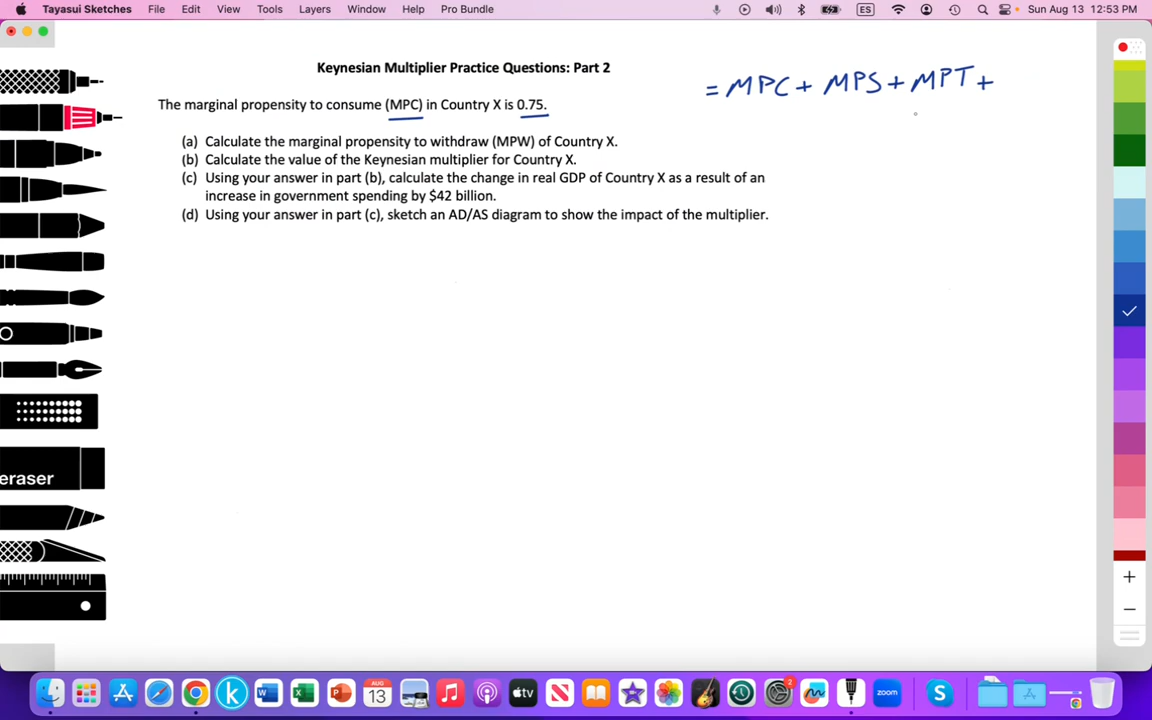 Tayasui Sketches File Edit View Tools Layers Window Help Pro Bundle ES Sun Aug 13 12:53 PM
Keynesian Multiplier Practice Questions: Part 2
= MPC + MPS + MPT +
The marginal propensity to consume (MPC) in Country X is 0.75.
(a) Calculate the marginal propensity to withdraw (MPW) of Country X.
(b) Calculate the value of the Keynesian multiplier for Country X.
(c) Using your answer in part (b), calculate the change in real GDP of Country X as a result of an
increase in government spending by $42 billion.
(d) Using your answer in part (c), sketch an AD/AS diagram to show the impact of the multiplier.
eraser
+
−
AUG
13
tv
zoom
2